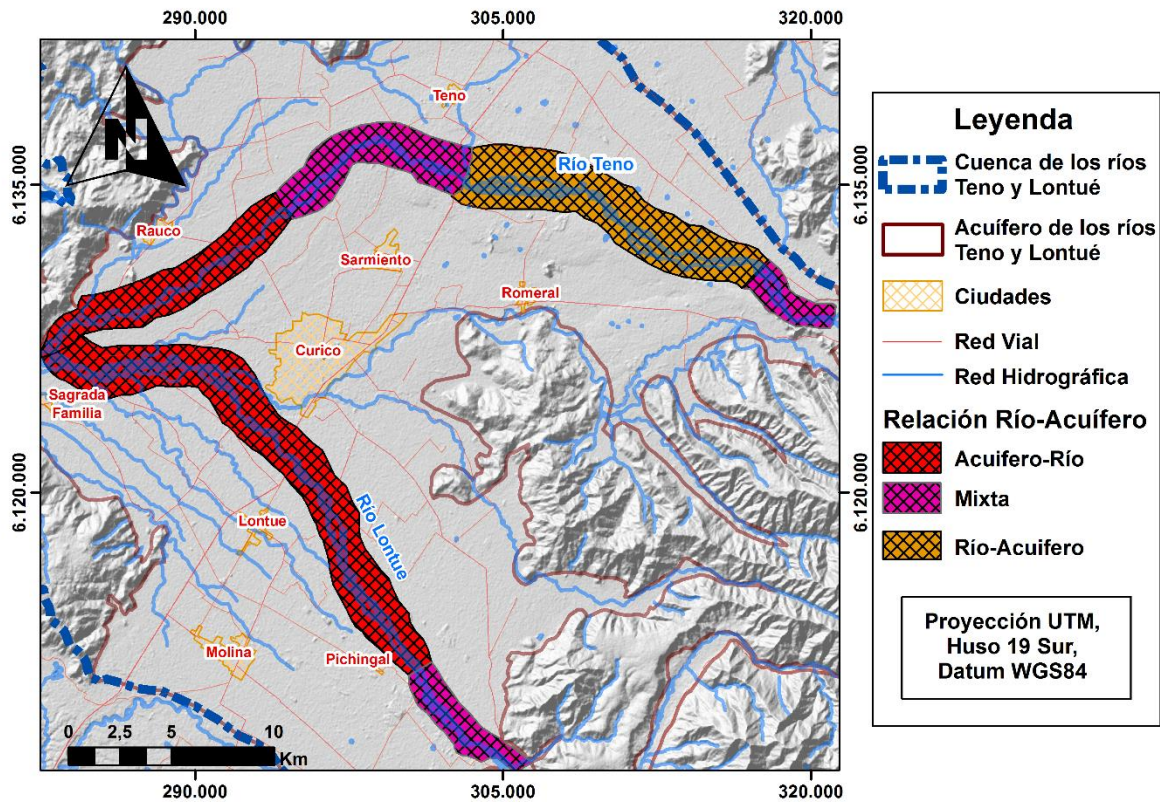 290.000 305.000 320.000
N
Teno
Río Teno
6.135.000 6.135.000
Rauco
Sarmiento
Romeral
Curico
Sagrada
Familia
6.120.000 6.120.000
Lontue
Río Lontue
Molina
Pichingal
0 2,5 5 10
Km
290.000 305.000 320.000
Leyenda
Cuenca de los ríos
Teno y Lontué
Acuífero de los ríos
Teno y Lontué
Ciudades
Red Vial
Red Hidrográfica
Relación Río-Acuífero
Acuifero-Río
Mixta
Río-Acuifero
Proyección UTM,
Huso 19 Sur,
Datum WGS84